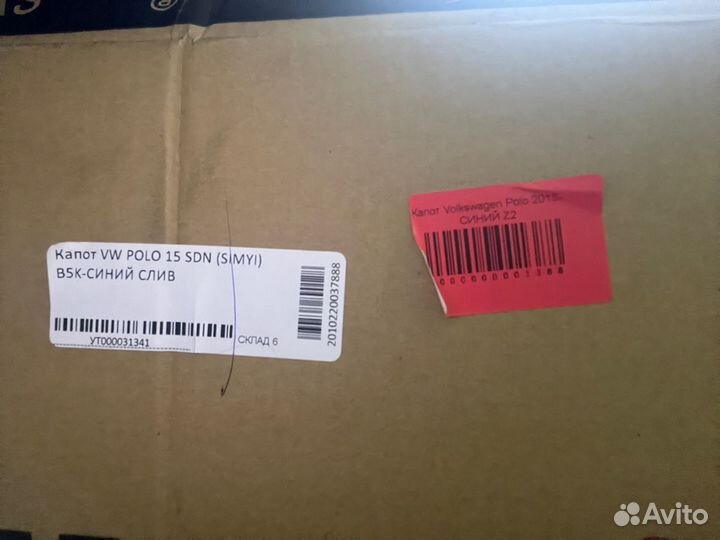 Капот VW POLO 15 SDN (SIMYI)
B5K-СИНИЙ СЛИВ
УТ000031341
СКЛАД 6
2010220037888
Капот Volkswagen Polo 2015-
СИНИЙ Z2
000000001388
Avito